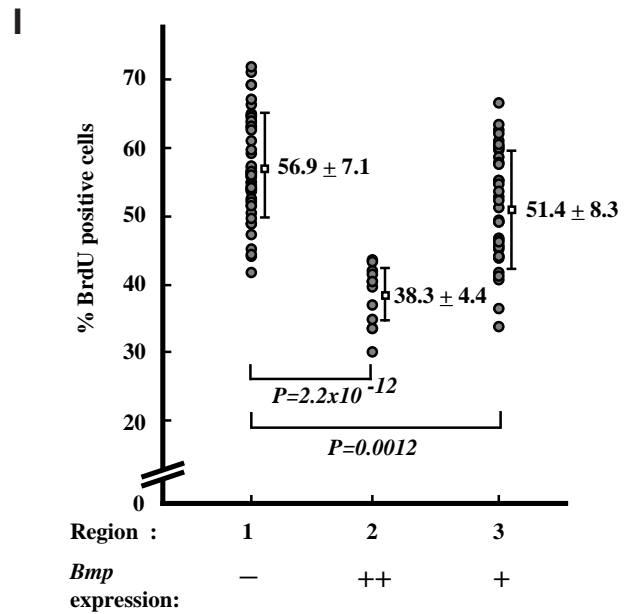 I
% BrdU positive cells
70
60
50
40
30
20
0
56.9 ± 7.1
38.3 ± 4.4
51.4 ± 8.3
P=2.2x10 -12
P=0.0012
Region : 1 2 3
Bmp expression: − ++ +